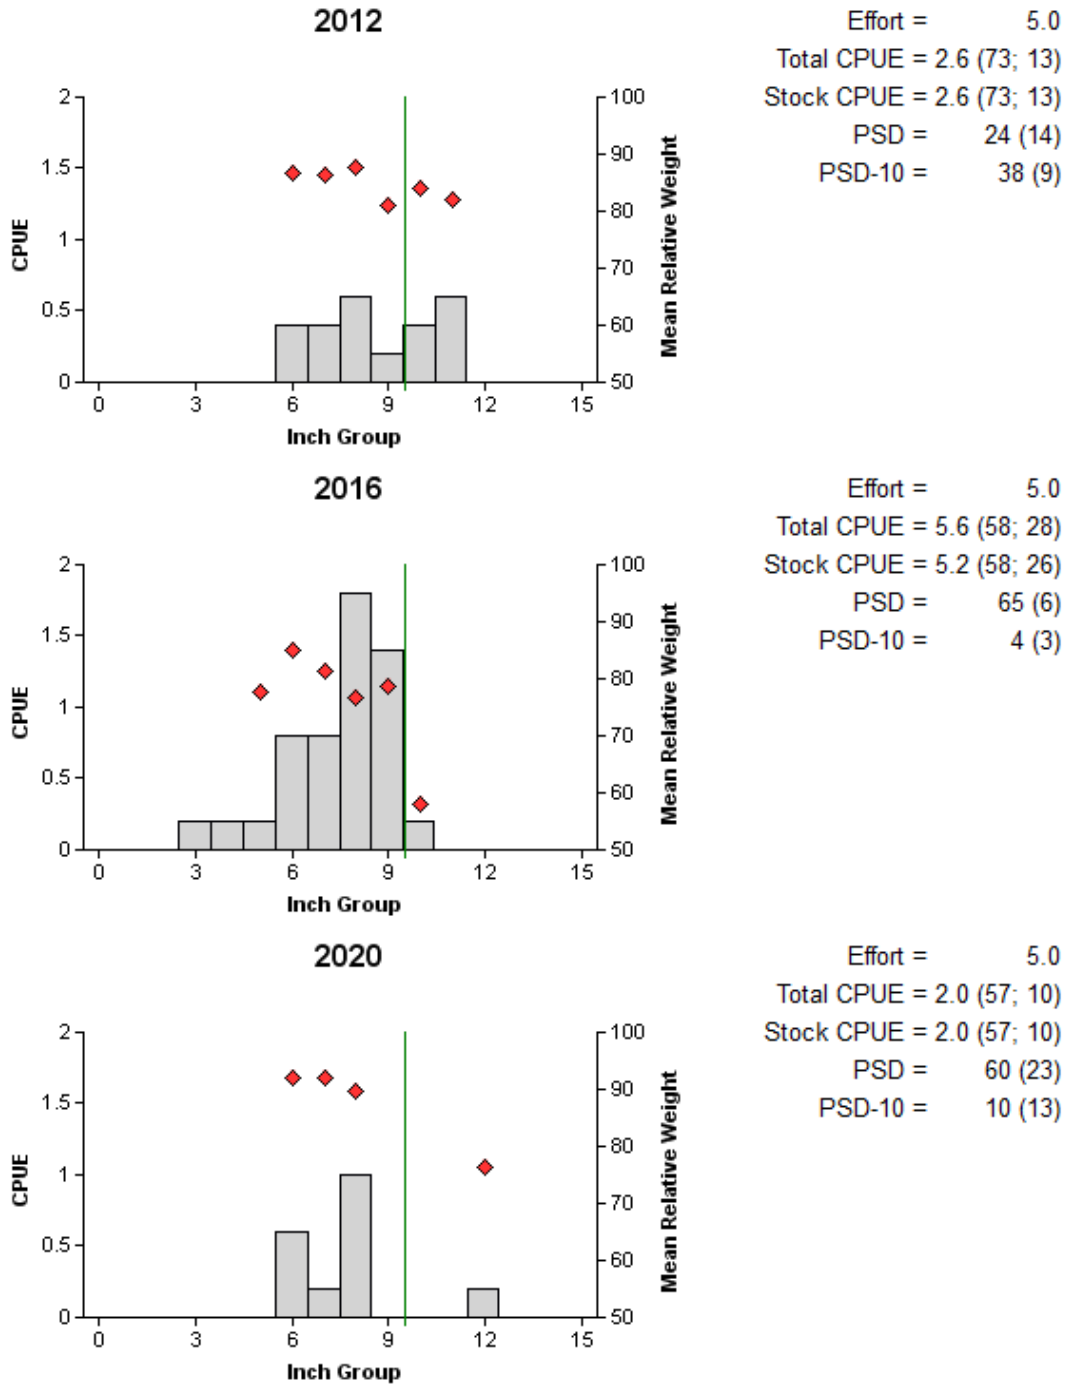 2012
Effort = 5.0
Total CPUE = 2.6 (73; 13)
Stock CPUE = 2.6 (73; 13)
PSD = 24 (14)
PSD-10 = 38 (9)
2
1.5
1
0.5
0
CPUE
100
90
80
70
60
50
Mean Relative Weight
0 3 6 9 12 15
Inch Group
2016
Effort = 5.0
Total CPUE = 5.6 (58; 28)
Stock CPUE = 5.2 (58; 26)
PSD = 65 (6)
PSD-10 = 4 (3)
2
1.5
1
0.5
0
CPUE
100
90
80
70
60
50
Mean Relative Weight
0 3 6 9 12 15
Inch Group
2020
Effort = 5.0
Total CPUE = 2.0 (57; 10)
Stock CPUE = 2.0 (57; 10)
PSD = 60 (23)
PSD-10 = 10 (13)
2
1.5
1
0.5
0
CPUE
100
90
80
70
60
50
Mean Relative Weight
0 3 6 9 12 15
Inch Group